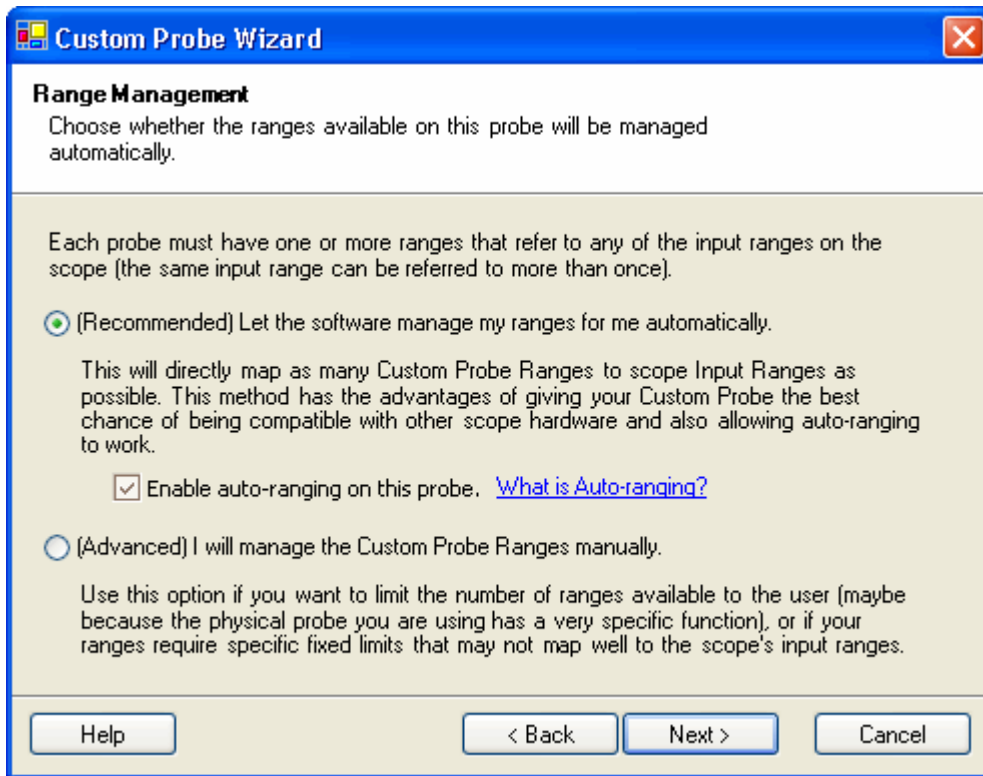 Custom Probe Wizard
Range Management
Choose whether the ranges available on this probe will be managed
automatically.
Each probe must have one or more ranges that refer to any of the input ranges on the
scope (the same input range can be referred to more than once).
(Recommended) Let the software manage my ranges for me automatically.
This will directly map as many Custom Probe Ranges to scope Input Ranges as
possible. This method has the advantages of giving your Custom Probe the best
chance of being compatible with other scope hardware and also allowing auto-ranging
to work.
Enable auto-ranging on this probe. What is Auto-ranging?
(Advanced) I will manage the Custom Probe Ranges manually.
Use this option if you want to limit the number of ranges available to the user (maybe
because the physical probe you are using has a very specific function), or if your
ranges require specific fixed limits that may not map well to the scope's input ranges.
Help < Back Next > Cancel